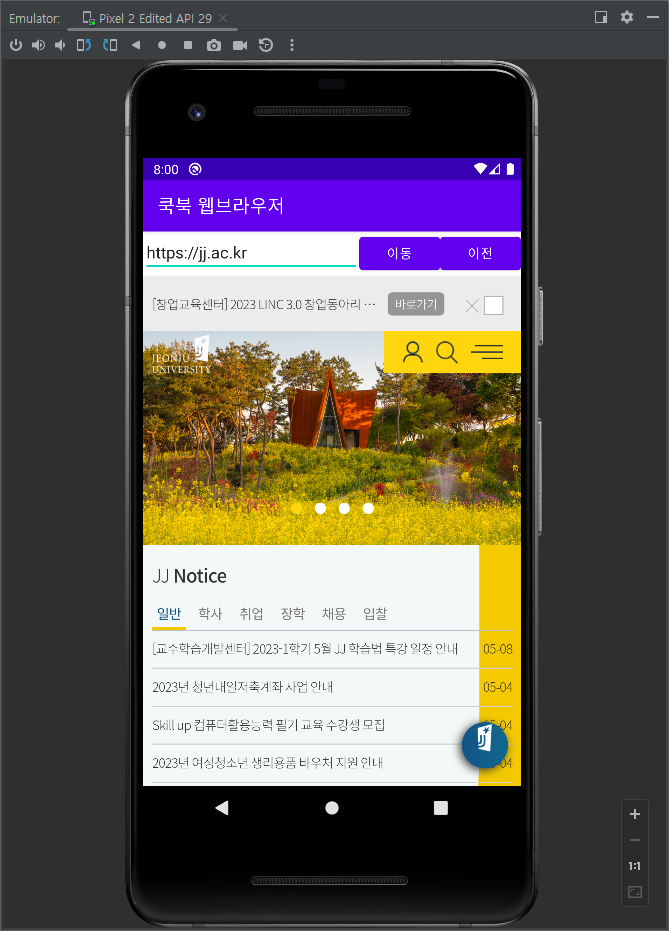 Emulator: Pixel 2 Edited API 29
8:00
쿡북 웹브라우저
https://jj.ac.kr 이동 이전
[창업교육센터] 2023 LINC 3.0 창업동아리 ··· 바로가기
JEONJU
UNIVERSITY
JJ Notice
일반 학사 취업 장학 채용 입찰
[교수학습개발센터] 2023-1학기 5월 JJ 학습법 특강 일정 안내 05-08
2023년 청년내일저축계좌 사업 안내 05-04
Skill up 컴퓨터활용능력 필기 교육 수강생 모집
2023년 여성청소년 생리용품 바우처 지원 안내
1:1